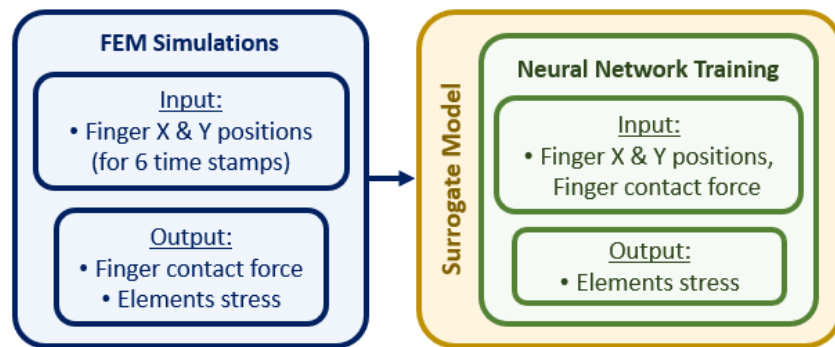 FEM Simulations
Input:
• Finger X & Y positions
(for 6 time stamps)
Output:
• Finger contact force
• Elements stress
Surrogate Model
Neural Network Training
Input:
• Finger X & Y positions,
Finger contact force
Output:
• Elements stress